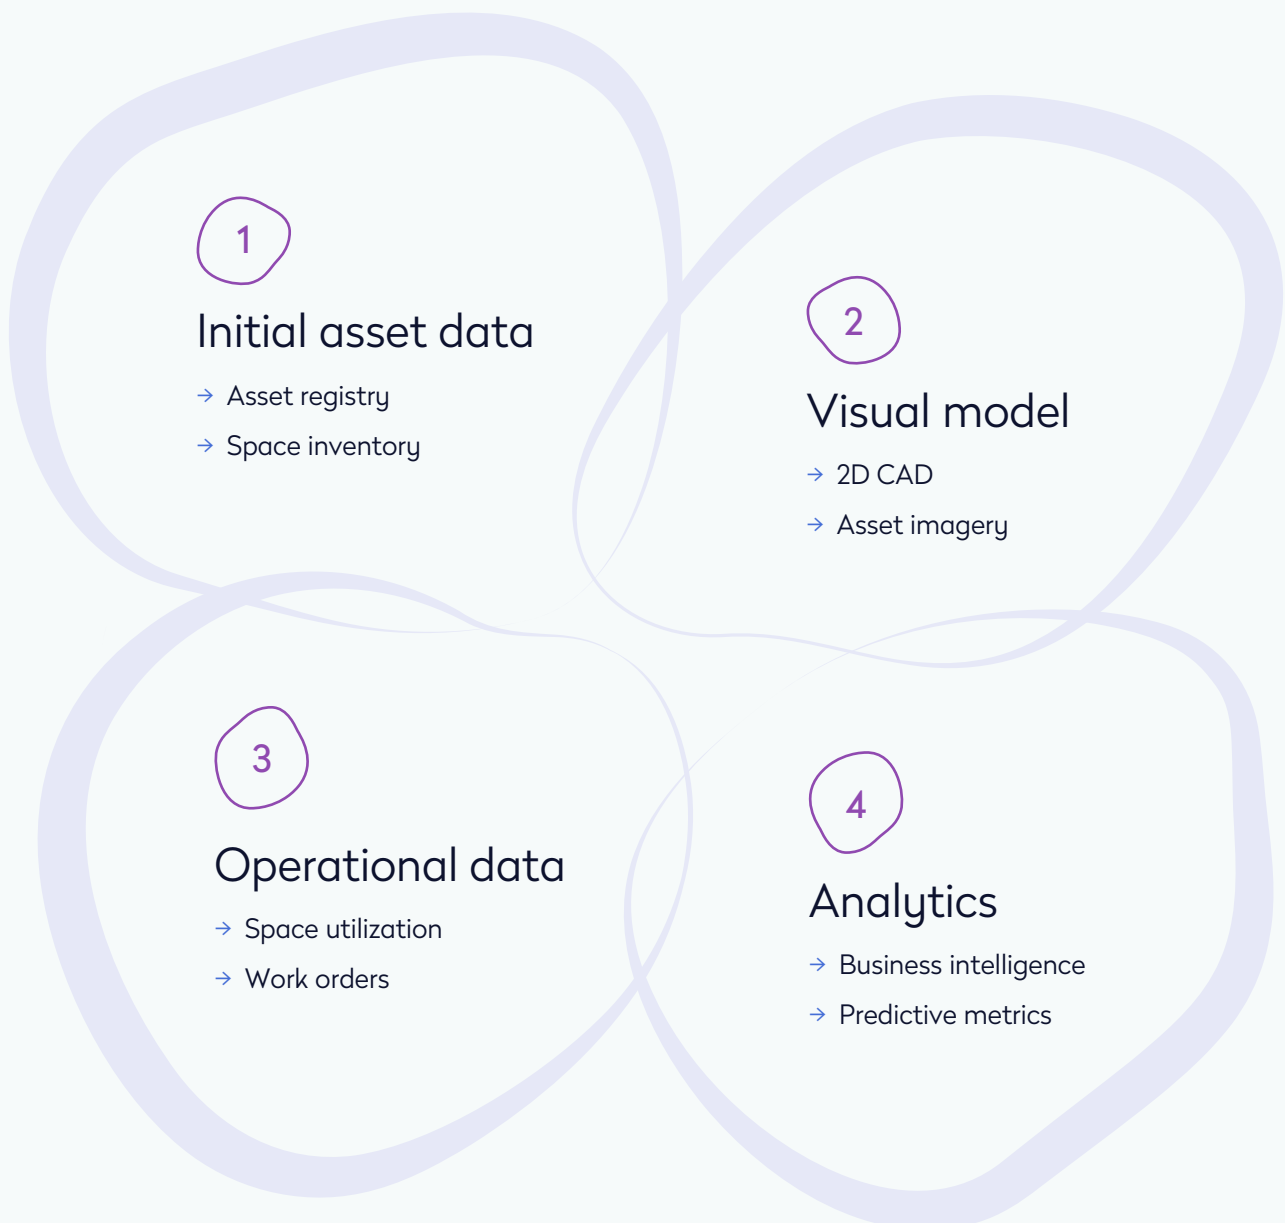 1
Initial asset data
→ Asset registry
→ Space inventory
2
Visual model
→ 2D CAD
→ Asset imagery
3
Operational data
→ Space utilization
→ Work orders
4
Analytics
→ Business intelligence
→ Predictive metrics